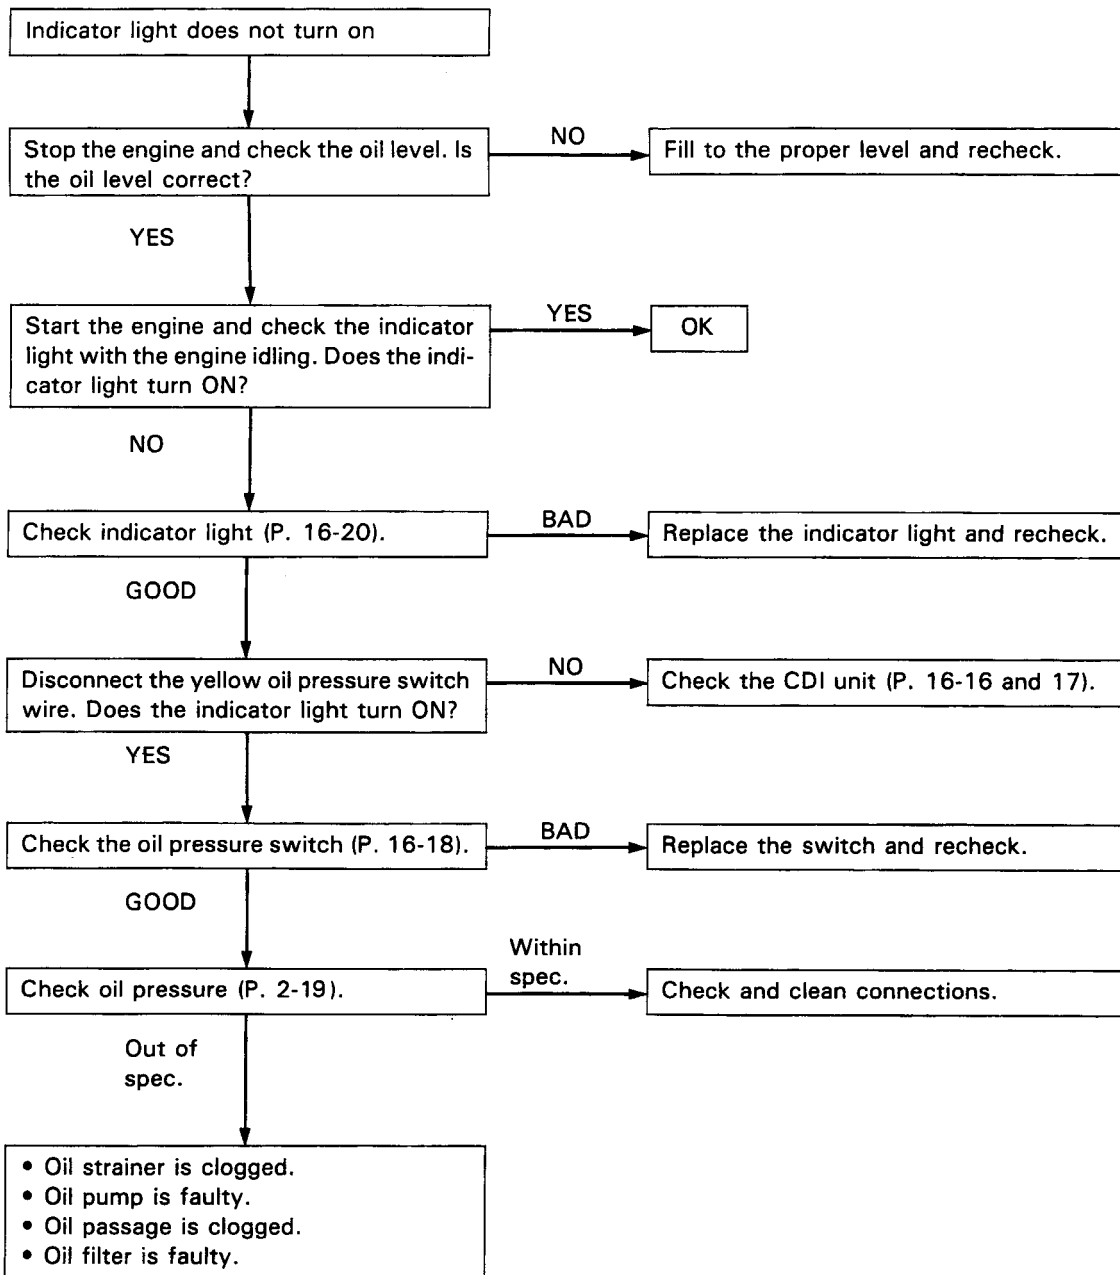 Indicator light does not turn on
Stop the engine and check the oil level. Is
the oil level correct?
NO
Fill to the proper level and recheck.
YES
Start the engine and check the indicator
light with the engine idling. Does the indi-
cator light turn ON?
YES
OK
NO
Check indicator light (P. 16-20).
BAD
Replace the indicator light and recheck.
GOOD
Disconnect the yellow oil pressure switch
wire. Does the indicator light turn ON?
NO
Check the CDI unit (P. 16-16 and 17).
YES
Check the oil pressure switch (P. 16-18).
BAD
Replace the switch and recheck.
GOOD
Check oil pressure (P. 2-19).
Within
spec.
Check and clean connections.
Out of
spec.
• Oil strainer is clogged.
• Oil pump is faulty.
• Oil passage is clogged.
• Oil filter is faulty.